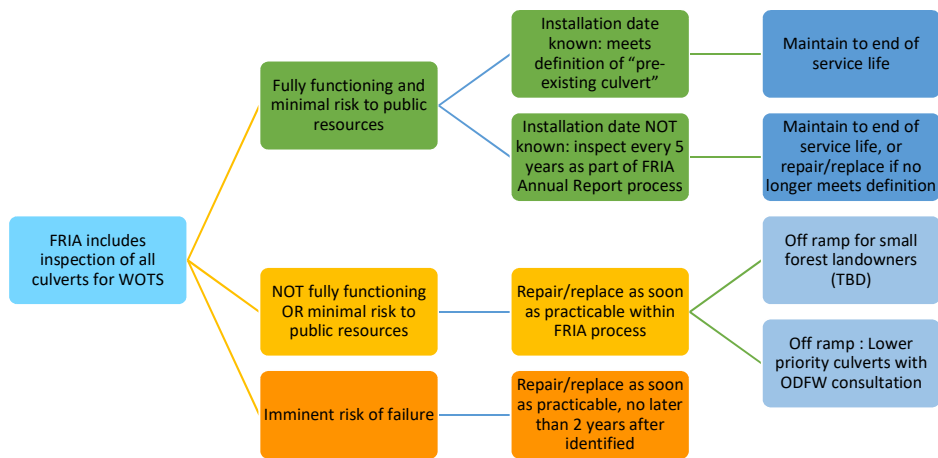 FRIA includes
inspection of all
culverts for WOTS
Fully functioning and
minimal risk to public
resources
Installation date
known: meets
definition of “pre-
existing culvert”
Maintain to end of
service life
Installation date NOT
known: inspect every 5
years as part of FRIA
Annual Report process
Maintain to end of
service life, or
repair/replace if no
longer meets definition
NOT fully functioning
OR minimal risk to
public resources
Repair/replace as soon
as practicable within
FRIA process
Off ramp for small
forest landowners
(TBD)
Off ramp : Lower
priority culverts with
ODFW consultation
Imminent risk of failure
Repair/replace as soon
as practicable, no later
than 2 years after
identified